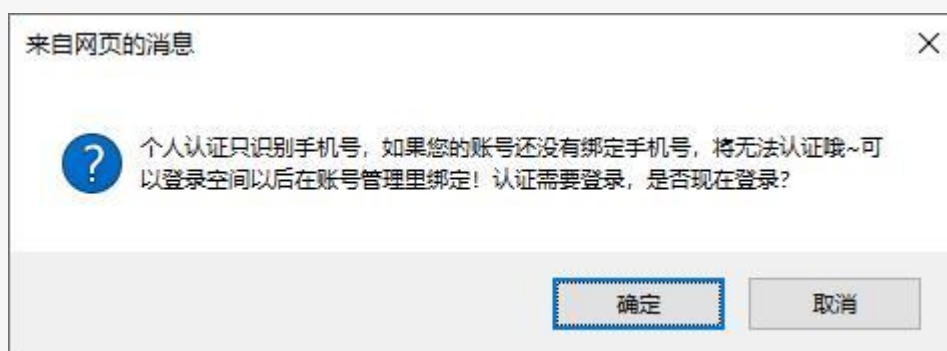 来自网页的消息
个人认证只识别手机号，如果您的账号还没有绑定手机号，将无法认证哦~可
以登录空间以后在账号管理里绑定！认证需要登录，是否现在登录？
确定
取消